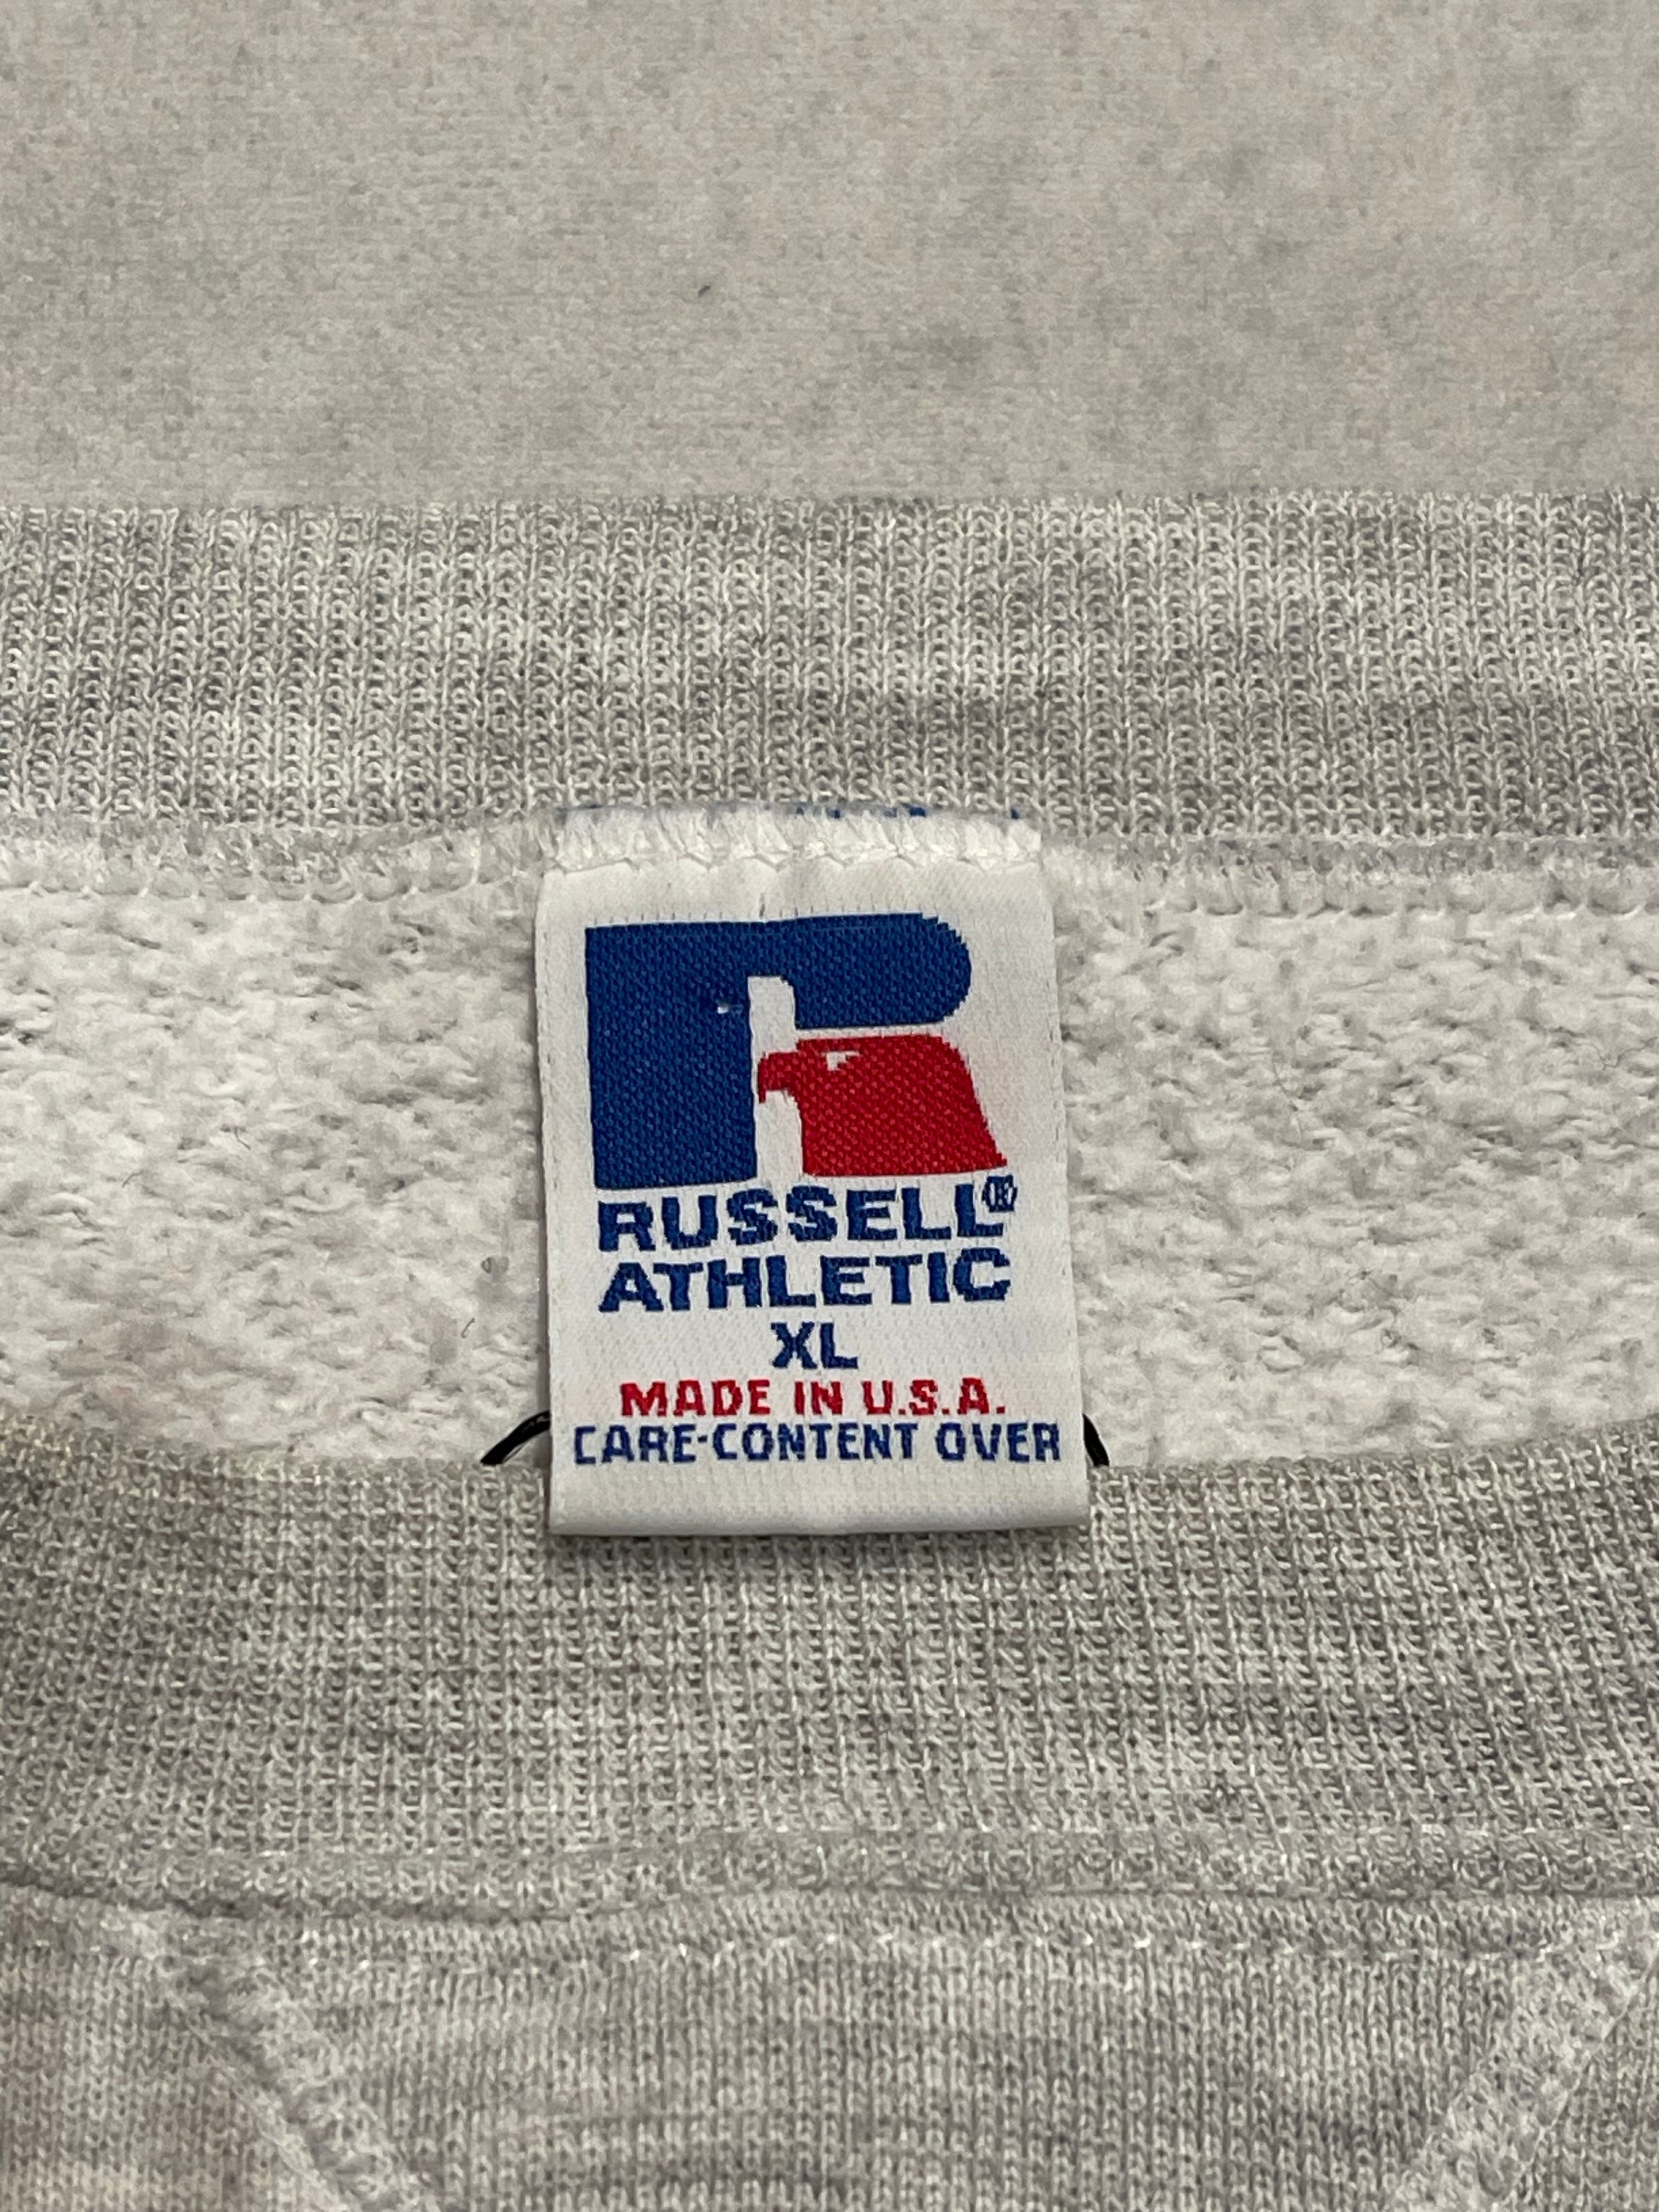 RUSSELL®
ATHLETIC
XL
MADE IN U.S.A.
CARE-CONTENT OVER